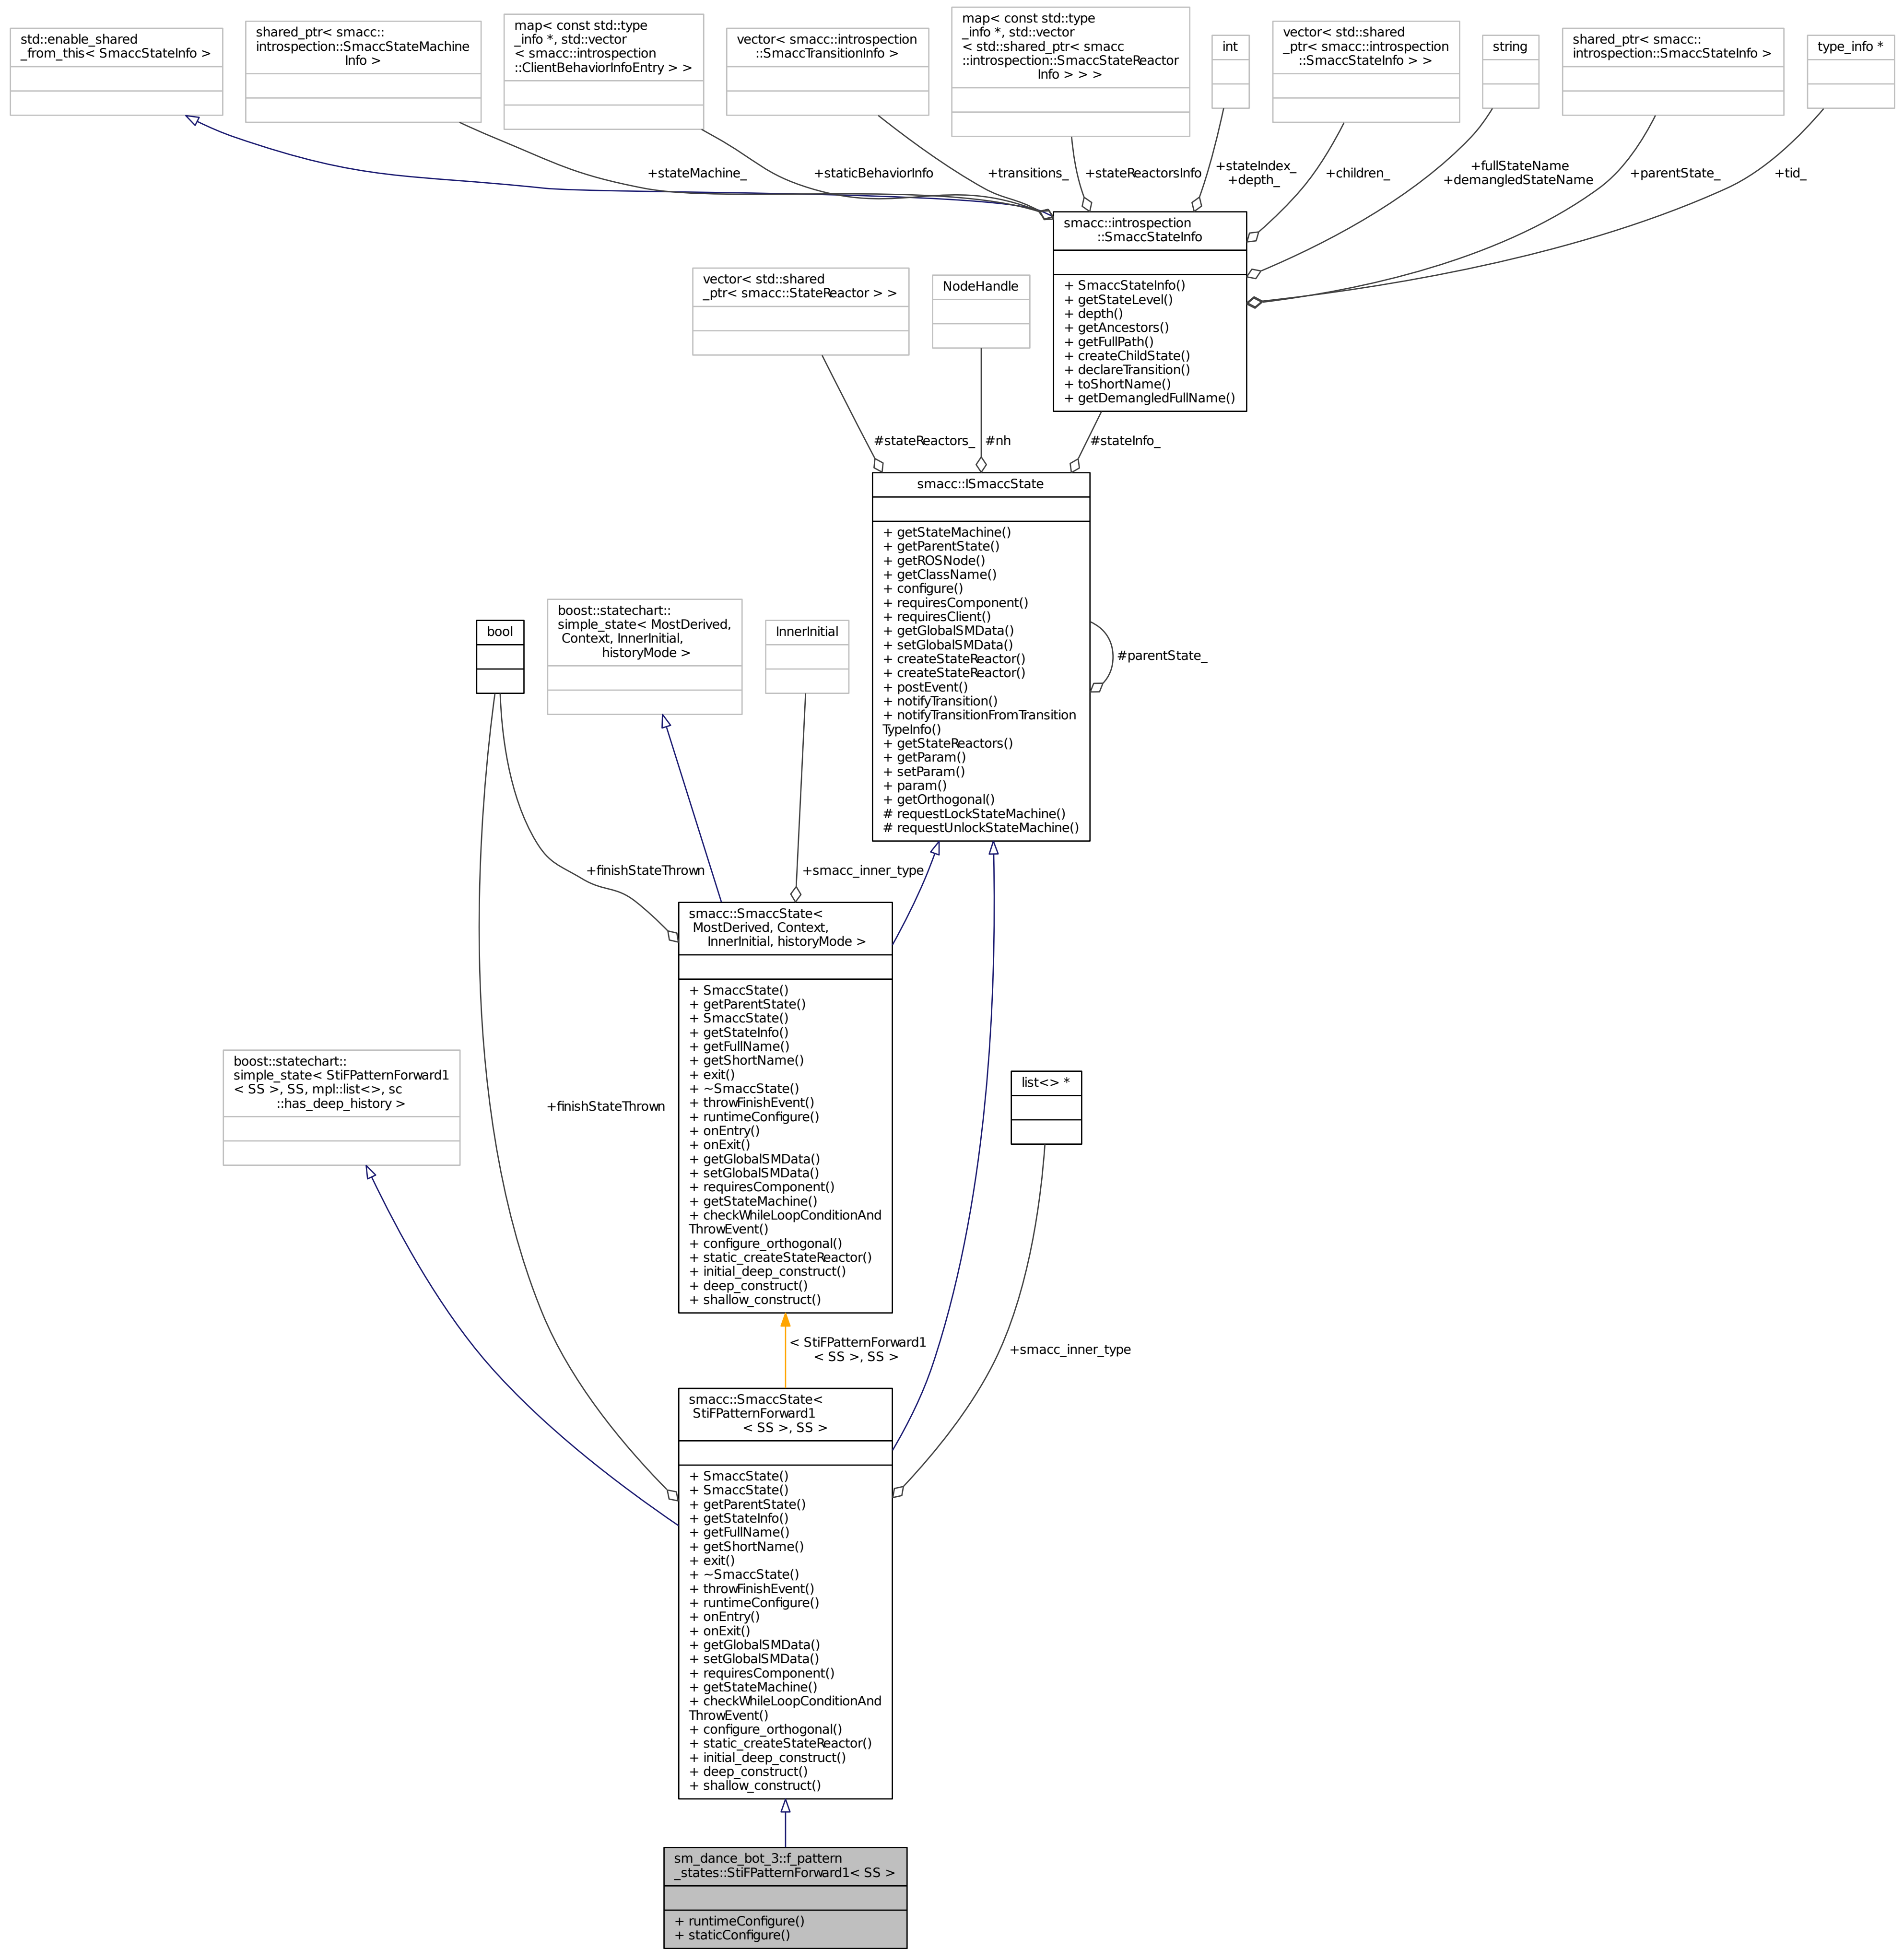 std::enable_shared
_from_this< SmaccStateInfo >
shared_ptr< smacc::
introspection::SmaccStateMachine
Info >
map< const std::type
_info *, std::vector
< smacc::introspection
::ClientBehaviorInfoEntry > >
vector< smacc::introspection
::SmaccTransitionInfo >
map< const std::type
_info *, std::vector
< std::shared_ptr< smacc
::introspection::SmaccStateReactor
Info > > >
int
vector< std::shared
_ptr< smacc::introspection
::SmaccStateInfo > >
string
shared_ptr< smacc::
introspection::SmaccStateInfo >
type_info *
+stateMachine_
+staticBehaviorInfo
+transitions_
+stateReactorsInfo
+stateIndex_
+depth_
+children_
+fullStateName
+demangledStateName
+parentState_
+tid_
smacc::introspection
::SmaccStateInfo
+ SmaccStateInfo()
+ getStateLevel()
+ depth()
+ getAncestors()
+ getFullPath()
+ createChildState()
+ declareTransition()
+ toShortName()
+ getDemangledFullName()
vector< std::shared
_ptr< smacc::StateReactor > >
NodeHandle
#stateReactors_
#nh
#stateInfo_
smacc::ISmaccState
+ getStateMachine()
+ getParentState()
+ getROSNode()
+ getClassName()
+ configure()
+ requiresComponent()
+ requiresClient()
+ getGlobalSMData()
+ setGlobalSMData()
+ createStateReactor()
+ createStateReactor()
+ postEvent()
+ notifyTransition()
+ notifyTransitionFromTransition
TypeInfo()
+ getStateReactors()
+ getParam()
+ setParam()
+ param()
+ getOrthogonal()
# requestLockStateMachine()
# requestUnlockStateMachine()
#parentState_
bool
boost::statechart::
simple_state< MostDerived,
Context, InnerInitial,
historyMode >
InnerInitial
+finishStateThrown
+smacc_inner_type
smacc::SmaccState<
MostDerived, Context,
InnerInitial, historyMode >
+ SmaccState()
+ getParentState()
+ SmaccState()
+ getStateInfo()
+ getFullName()
+ getShortName()
+ exit()
+ ~SmaccState()
+ throwFinishEvent()
+ runtimeConfigure()
+ onEntry()
+ onExit()
+ getGlobalSMData()
+ setGlobalSMData()
+ requiresComponent()
+ getStateMachine()
+ checkWhileLoopConditionAnd
ThrowEvent()
+ configure_orthogonal()
+ static_createStateReactor()
+ initial_deep_construct()
+ deep_construct()
+ shallow_construct()
boost::statechart::
simple_state< StiFPatternForward1
< SS >, SS, mpl::list<>, sc
::has_deep_history >
+finishStateThrown
list<> *
< StiFPatternForward1
< SS >, SS >
+smacc_inner_type
smacc::SmaccState<
StiFPatternForward1
< SS >, SS >
+ SmaccState()
+ SmaccState()
+ getParentState()
+ getStateInfo()
+ getFullName()
+ getShortName()
+ exit()
+ ~SmaccState()
+ throwFinishEvent()
+ runtimeConfigure()
+ onEntry()
+ onExit()
+ getGlobalSMData()
+ setGlobalSMData()
+ requiresComponent()
+ getStateMachine()
+ checkWhileLoopConditionAnd
ThrowEvent()
+ configure_orthogonal()
+ static_createStateReactor()
+ initial_deep_construct()
+ deep_construct()
+ shallow_construct()
sm_dance_bot_3::f_pattern
_states::StiFPatternForward1< SS >
+ runtimeConfigure()
+ staticConfigure()